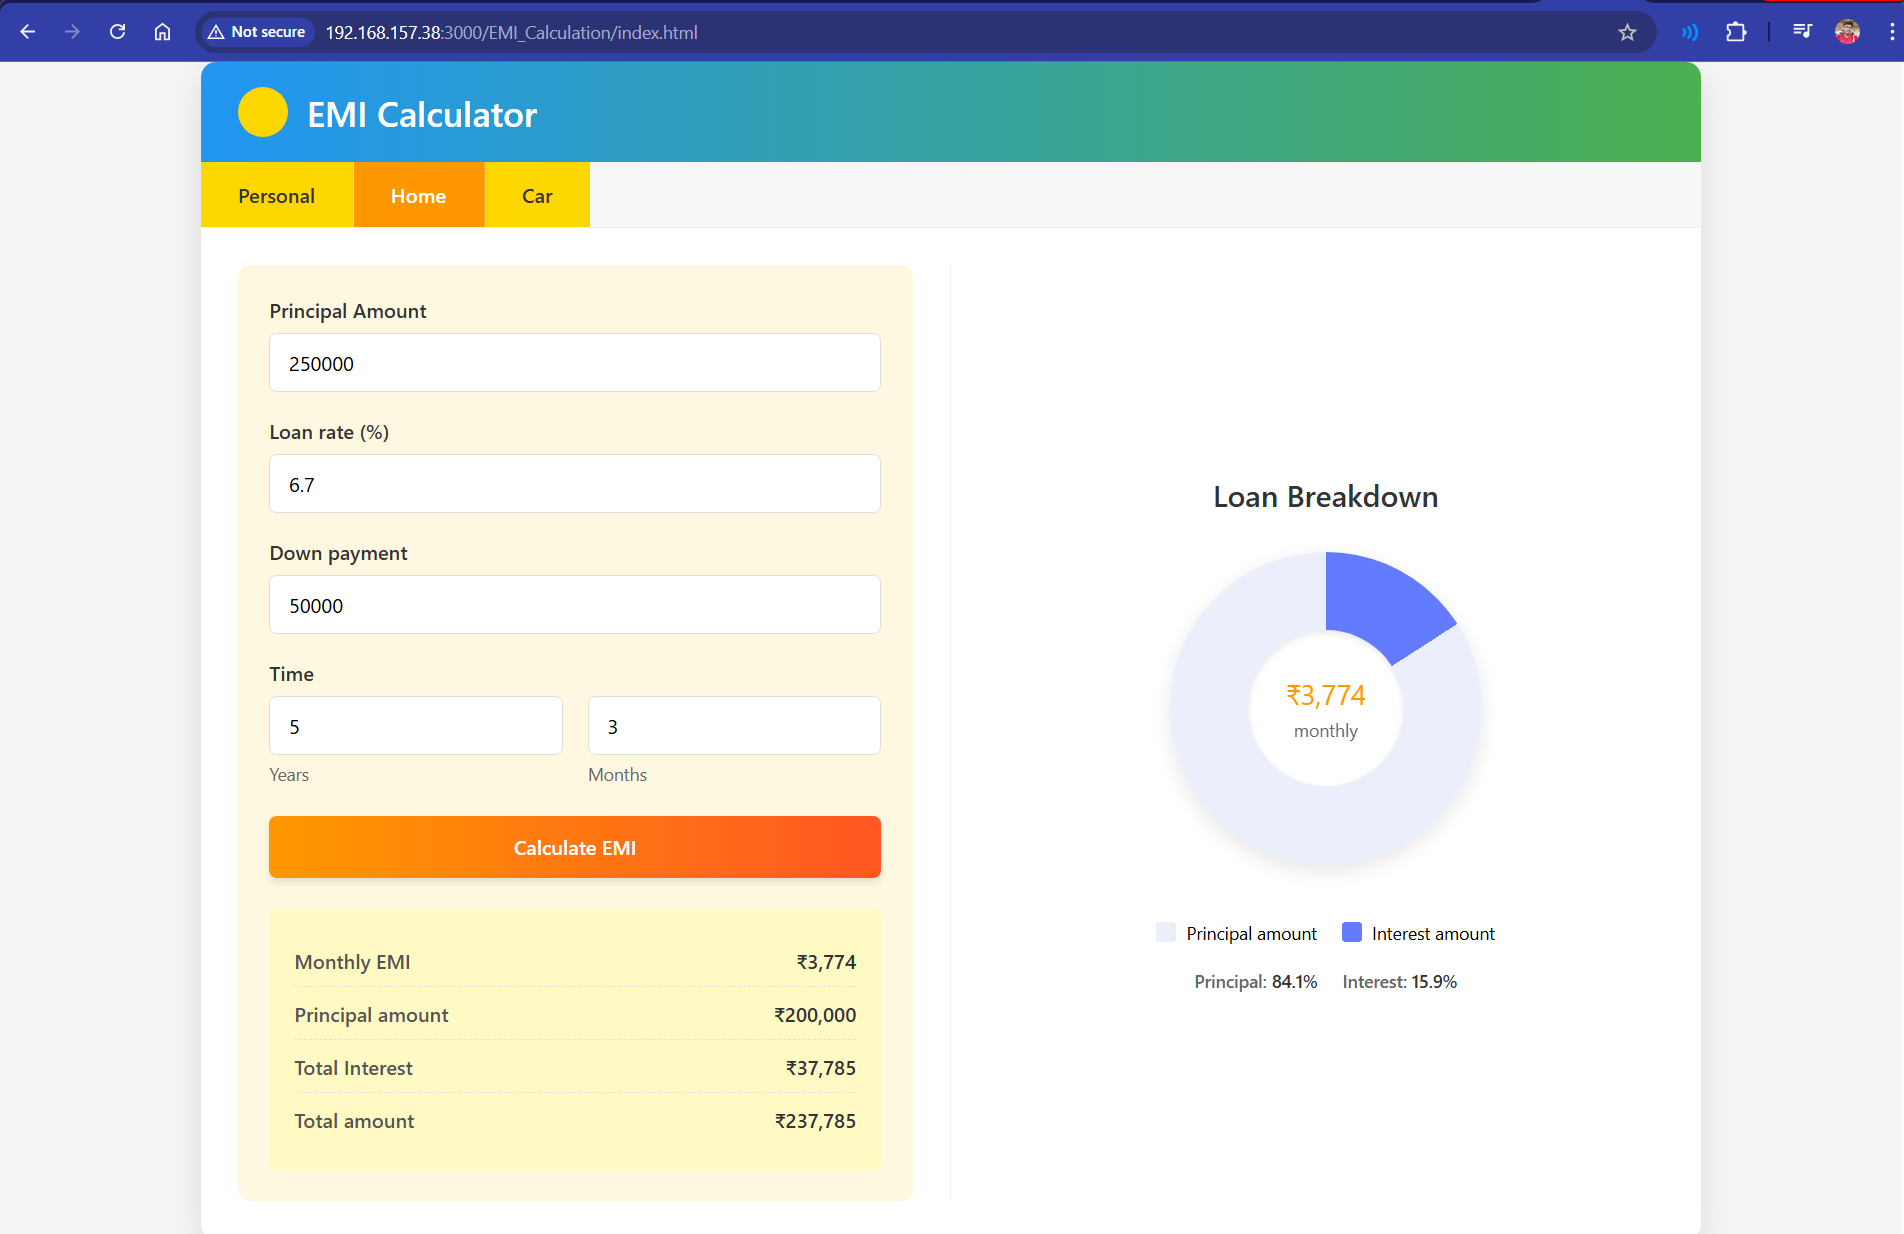 Not secure 192.168.157.38:3000/EMI_Calculation/index.html
EMI Calculator
Personal Home Car
Principal Amount
250000
Loan rate (%)
6.7
Down payment
50000
Time
5 3
Years Months
Calculate EMI
Monthly EMI ₹3,774
Principal amount ₹200,000
Total Interest ₹37,785
Total amount ₹237,785
Loan Breakdown
₹3,774
monthly
Principal amount Interest amount
Principal: 84.1% Interest: 15.9%